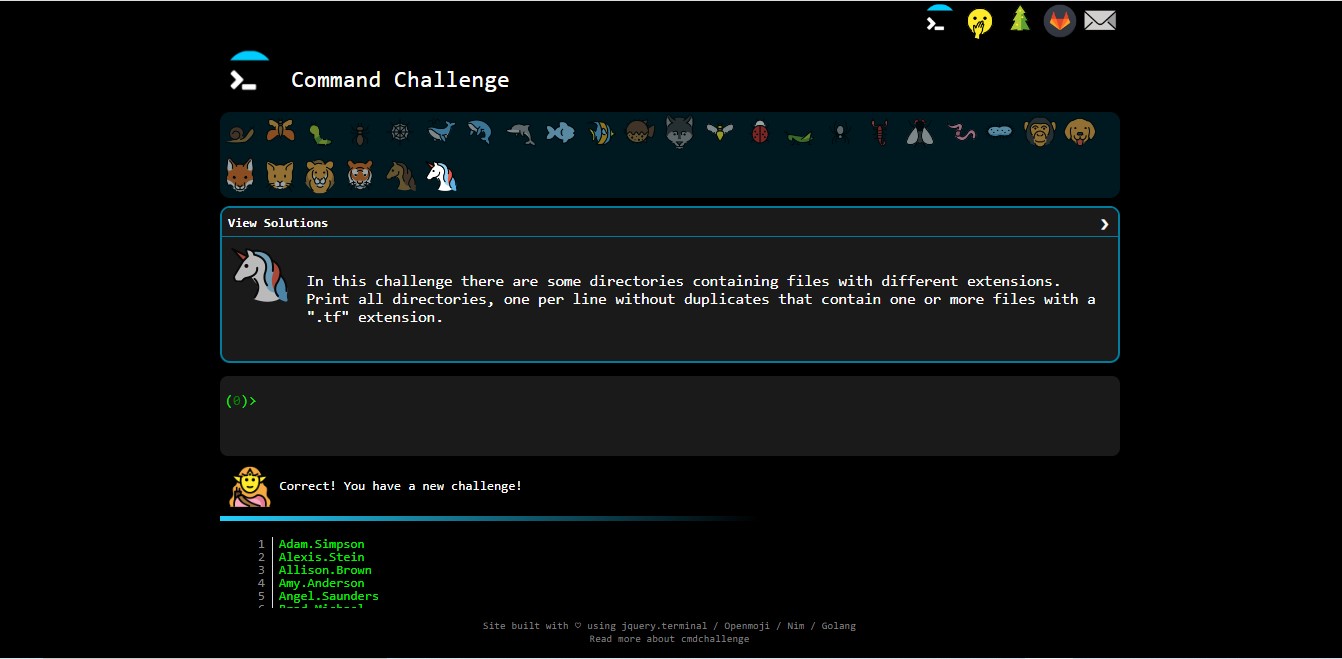 Command Challenge
View Solutions
In this challenge there are some directories containing files with different extensions.
Print all directories, one per line without duplicates that contain one or more files with a
".tf" extension.
(0)>
Correct! You have a new challenge!
1 Adam.Simpson
2 Alexis.Stein
3 Allison.Brown
4 Amy.Anderson
5 Angel.Saunders
Site built with ♡ using jquery.terminal / Openmoji / Nim / Golang
Read more about cmdchallenge